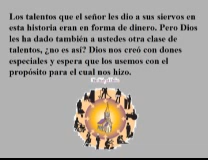 Los talentos que el señor les dio a sus siervos en
esta historia eran en forma de dinero. Pero Dios
les ha dado también a ustedes otra clase de
talentos, ¿no es así? Dios nos creó con dones
especiales y espera que los usemos con el
propósito para el cual nos hizo.